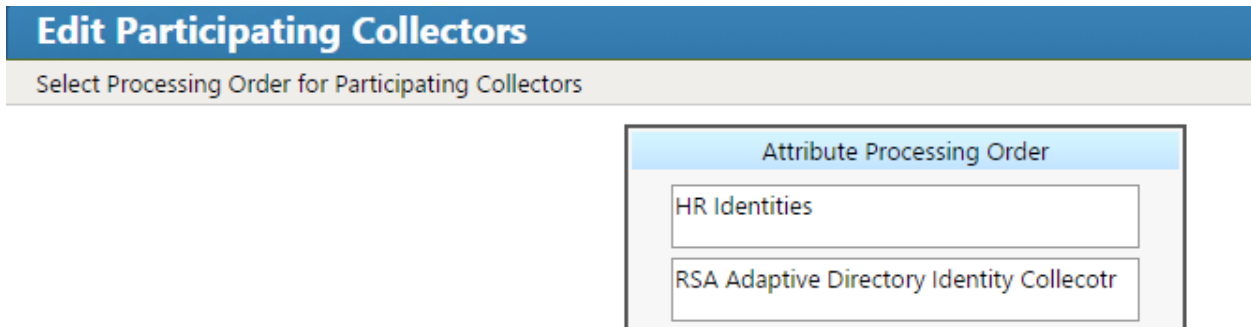 Edit Participating Collectors
Select Processing Order for Participating Collectors
Attribute Processing Order
HR Identities
RSA Adaptive Directory Identity Collecotr